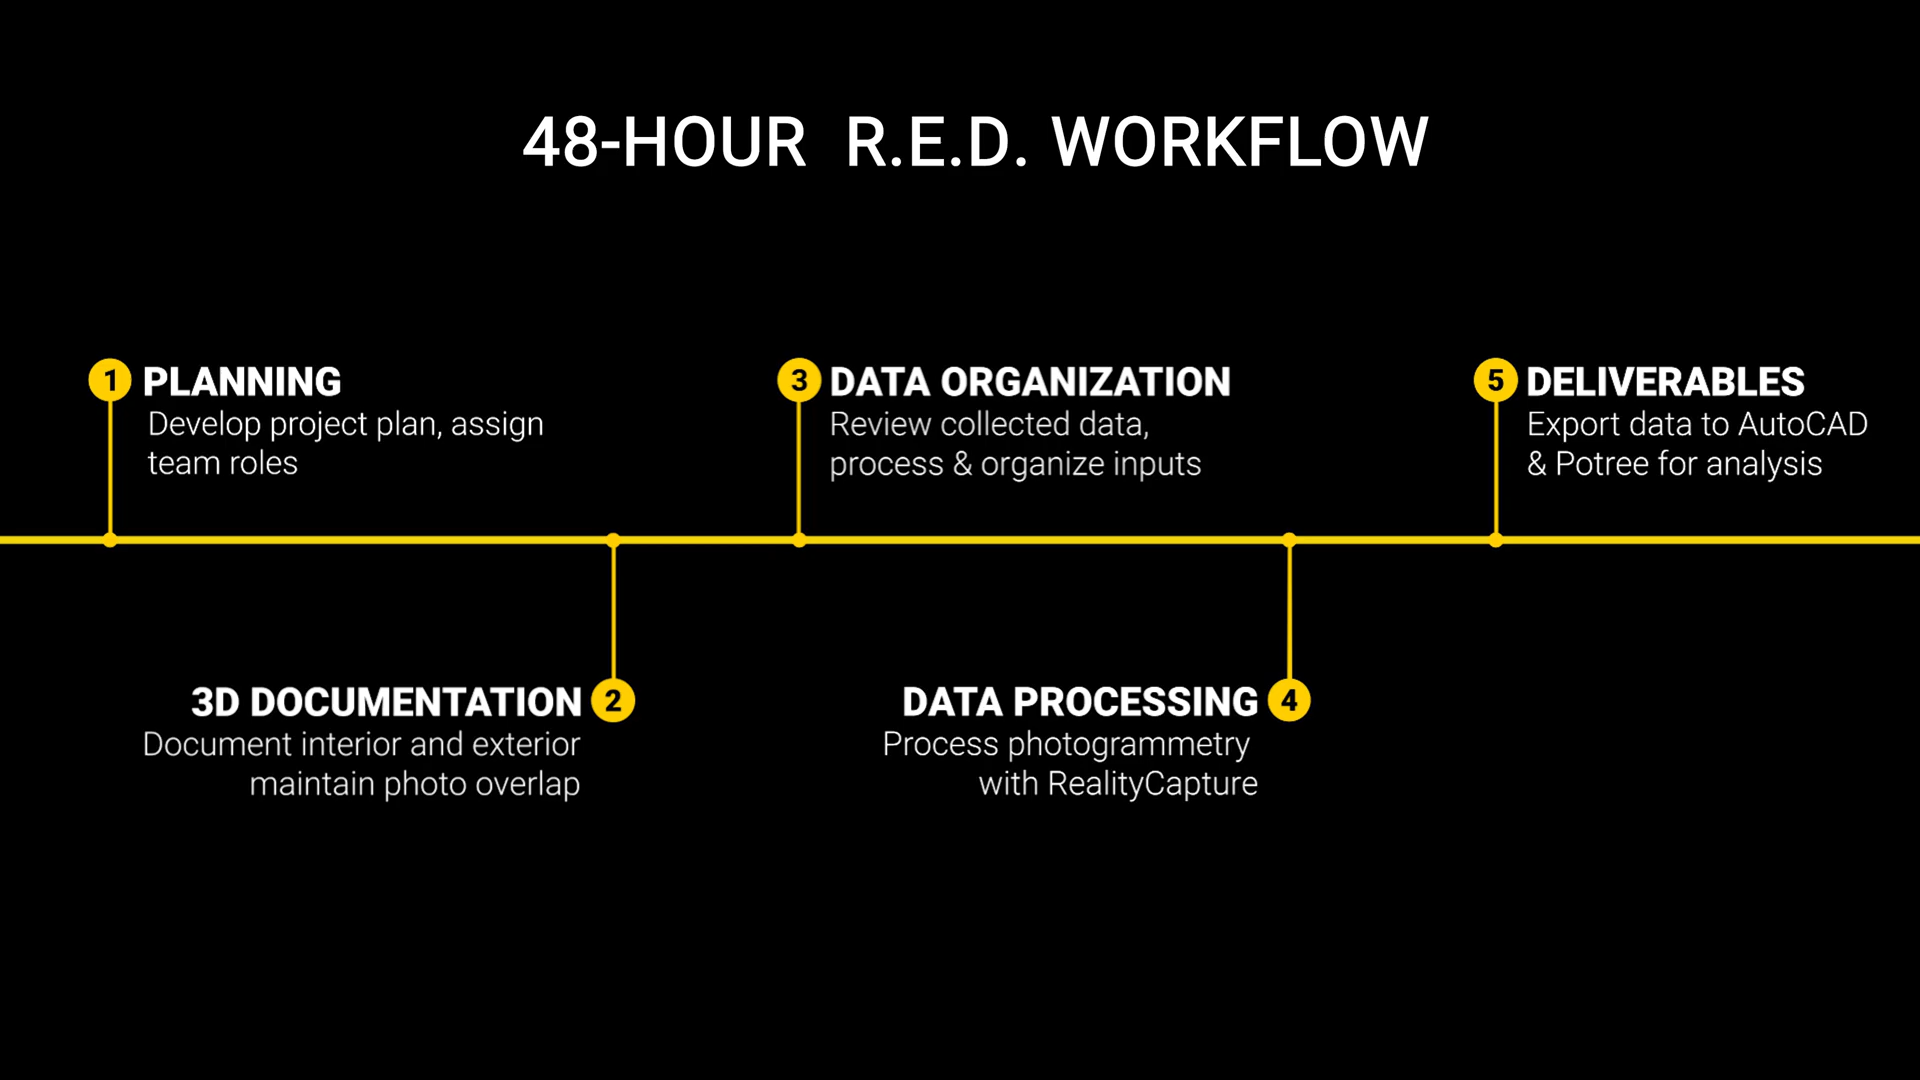 48-HOUR  R.E.D. WORKFLOW
1 PLANNING
Develop project plan, assign
team roles
3D DOCUMENTATION 2
Document interior and exterior
maintain photo overlap
3 DATA ORGANIZATION
Review collected data,
process & organize inputs
DATA PROCESSING 4
Process photogrammetry
with RealityCapture
5 DELIVERABLES
Export data to AutoCAD
& Potree for analysis